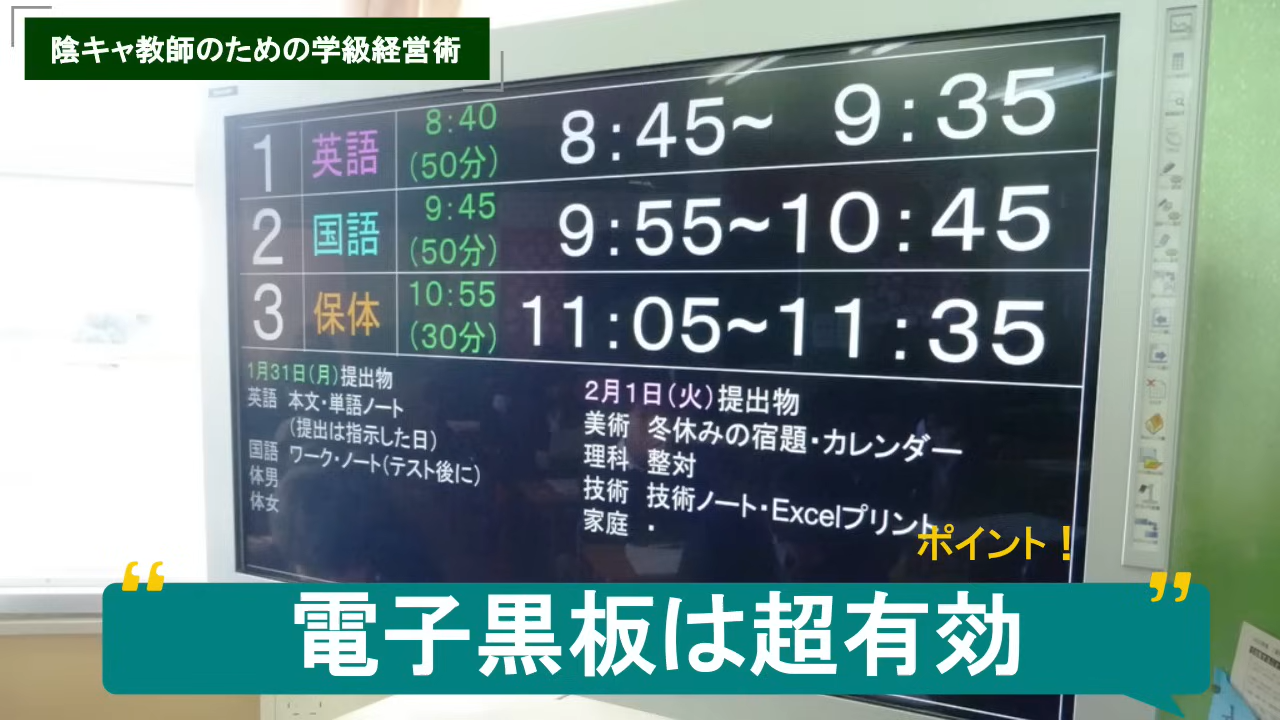 陰キャ教師のための学級経営術
1 英語 8:40 (50分) 8:45~ 9:35
2 国語 9:45 (50分) 9:55~10:45
3 保体 10:55 (30分) 11:05~11:35
1月31日(月)提出物
英語 本文・単語ノート
(提出は指示した日)
国語 ワーク・ノート(テスト後に)
体男
体女
2月1日(火)提出物
美術 冬休みの宿題・カレンダー
理科 整対
技術 技術ノート・Excelプリント
家庭 ・
ポイント!
“電子黒板は超有効”